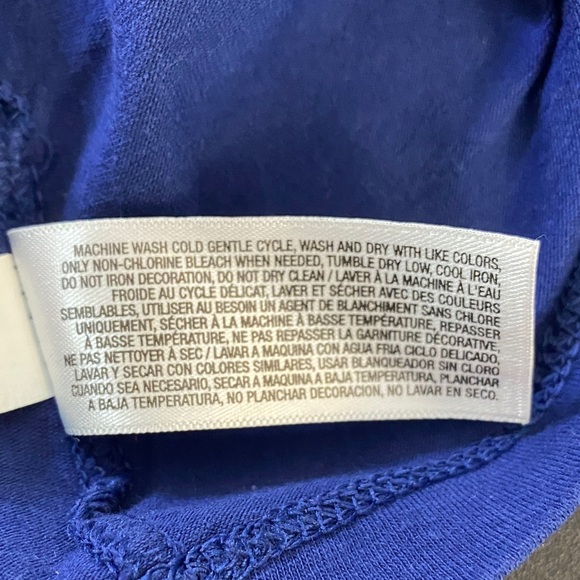 MACHINE WASH COLD GENTLE CYCLE, WASH AND DRY WITH LIKE COLORS,
ONLY NON-CHLORINE BLEACH WHEN NEEDED, TUMBLE DRY LOW, COOL IRON,
DO NOT IRON DECORATION, DO NOT DRY CLEAN / LAVER À LA MACHINE À L'EAU
FROIDE AU CYCLE DÉLICAT, LAVER ET SÉCHER AVEC DES COULEURS
SEMBLABLES, UTILISER AU BESOIN UN AGENT DE BLANCHIMENT SANS CHLORE
UNIQUEMENT, SÉCHER À LA MACHINE À BASSE TEMPÉRATURE, REPASSER
À BASSE TEMPÉRATURE, NE PAS REPASSER LA GARNITURE DÉCORATIVE,
NE PAS NETTOYER À SEC / LAVAR A MAQUINA CON AGUA FRIA CICLO DELICADO,
LAVAR Y SECAR CON COLORES SIMILARES, USAR BLANQUEADOR SIN CLORO
CUANDO SEA NECESARIO, SECAR A MAQUINA A BAJA TEMPERATURA, PLANCHAR
A BAJA TEMPERATURA, NO PLANCHAR DECORACION, NO LAVAR EN SECO.